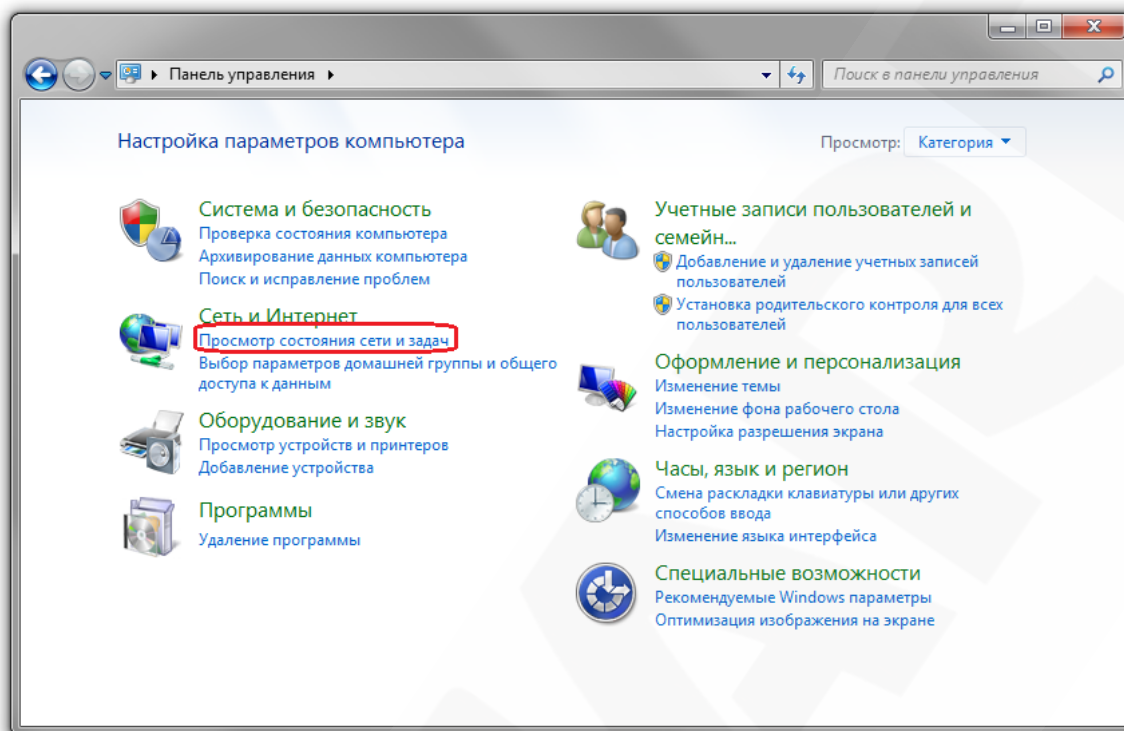 Панель управления
Поиск в панели управления
Настройка параметров компьютера
Просмотр: Категория
Система и безопасность
Проверка состояния компьютера
Архивирование данных компьютера
Поиск и исправление проблем
Сеть и Интернет
Просмотр состояния сети и задач
Выбор параметров домашней группы и общего
доступа к данным
Оборудование и звук
Просмотр устройств и принтеров
Добавление устройства
Программы
Удаление программы
Учетные записи пользователей и
семейн...
Добавление и удаление учетных записей
пользователей
Установка родительского контроля для всех
пользователей
Оформление и персонализация
Изменение темы
Изменение фона рабочего стола
Настройка разрешения экрана
Часы, язык и регион
Смена раскладки клавиатуры или других
способов ввода
Изменение языка интерфейса
Специальные возможности
Рекомендуемые Windows параметры
Оптимизация изображения на экране